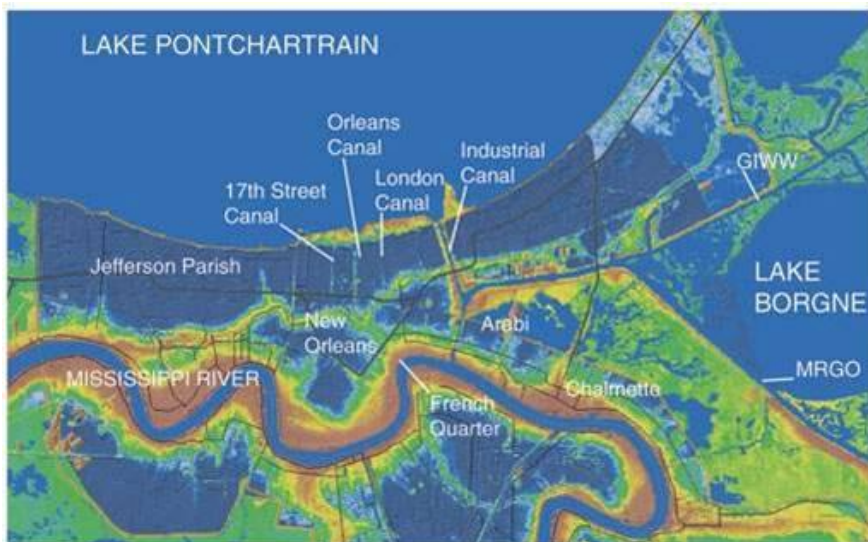 LAKE PONTCHARTRAIN
Orleans
Canal
Industrial
Canal
GIWW
17th Street
Canal
London
Canal
Jefferson Parish
LAKE
BORGNE
New
Orleans
Arabi
MRGO
MISSISSIPPI RIVER
Chalmette
French
Quarter